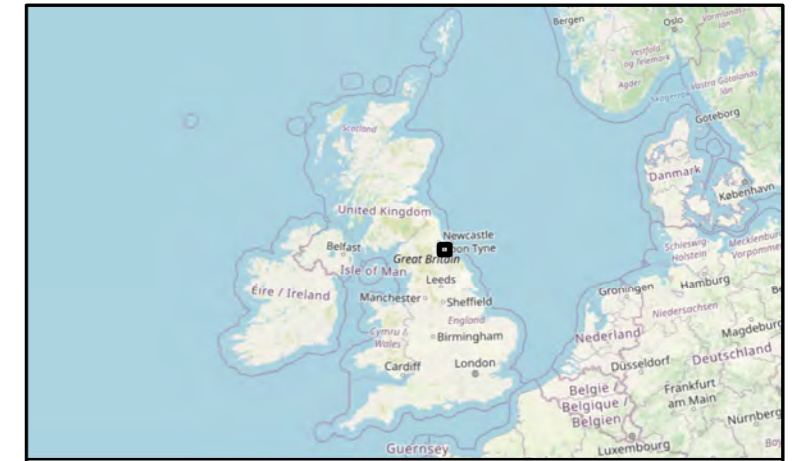 Bergen
Oslo
Vestfold
og Telemark
Agder
Skagerrak
Västra Götalands
län
Göteborg
Scotland
Danmark
København
United Kingdom
Newcastle
upon Tyne
Belfast
Great Britain
Isle of Man
Leeds
Éire / Ireland
Manchester
Sheffield
England
Cymru /
Wales
Birmingham
Cardiff
London
Schleswig
Holstein
Groningen
Hamburg
Niedersachsen
Nederland
Magdeburg
Düsseldorf
Deutschland
België /
Belgique /
Belgien
Frankfurt
am Main
Nürnberg
Luxembourg
Guernsey